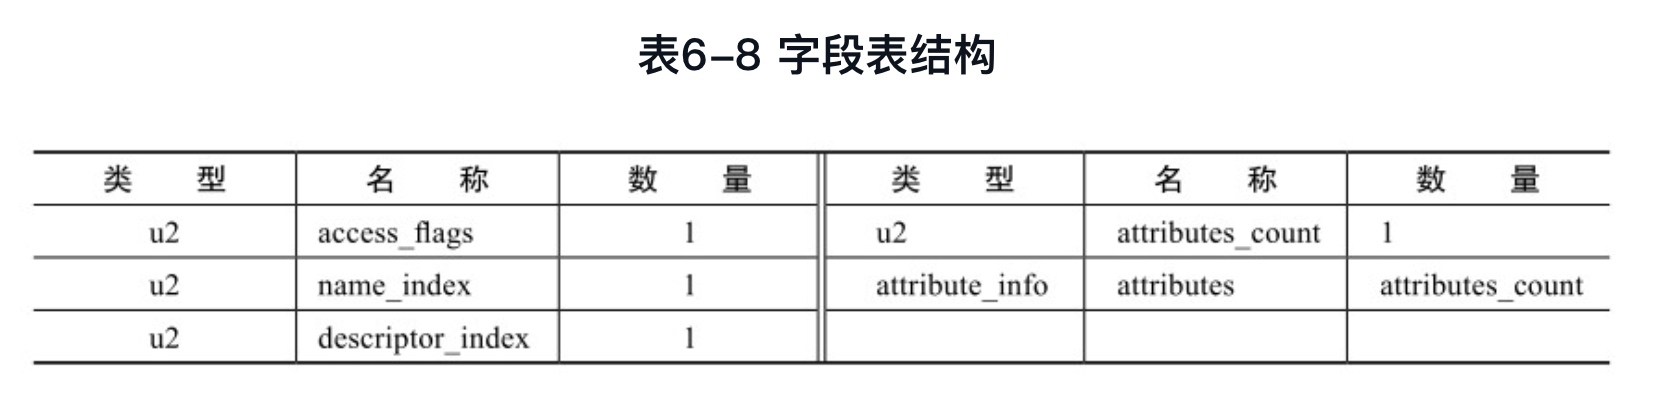 表6–8 字段表结构
类 型 名 称 数 量 类 型 名 称 数 量
u2 access_flags 1 u2 attributes_count 1
u2 name_index 1 attribute_info attributes attributes_count
u2 descriptor_index 1